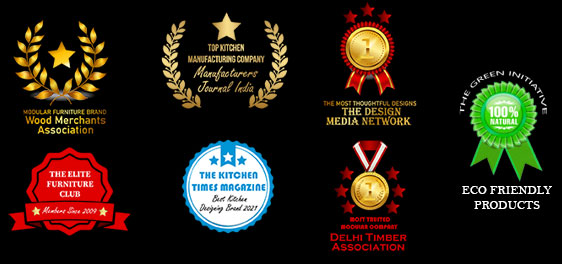 MODULAR FURNITURE BRAND
Wood Merchants
Association
TOP KITCHEN
MANUFACTURING COMPANY
Manufacturers
Journal India
1
THE MOST THOUGHTFUL DESIGNS
THE DESIGN
MEDIA NETWORK
THE GREEN INITIATIVE
100%
NATURAL
ECO FRIENDLY
PRODUCTS
THE ELITE
FURNITURE
CLUB
Members Since 2009
THE KITCHEN
TIMES MAGAZINE
Best Kitchen
Designing Brand 2021
1
MOST TRUSTED
MODULAR COMPANY
DELHI TIMBER
ASSOCIATION